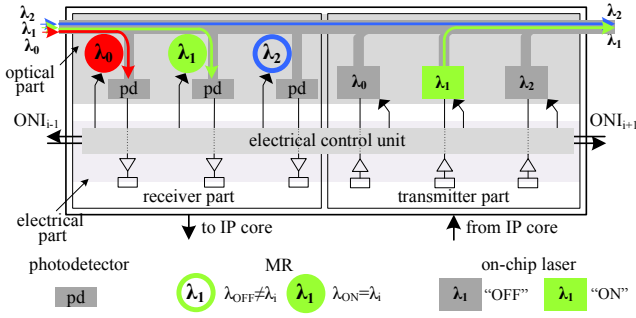 λ2
λ1
λ0
λ2
λ1
optical part
λ0
λ1
λ2
λ0
λ1
λ2
pd
pd
pd
ONIi-1
electrical control unit
ONIi+1
receiver part
transmitter part
electrical part
to IP core
from IP core
photodetector
MR
on-chip laser
pd
λ1
λOFF≠λi
λ1
λON=λi
λ1
“OFF”
λ1
“ON”